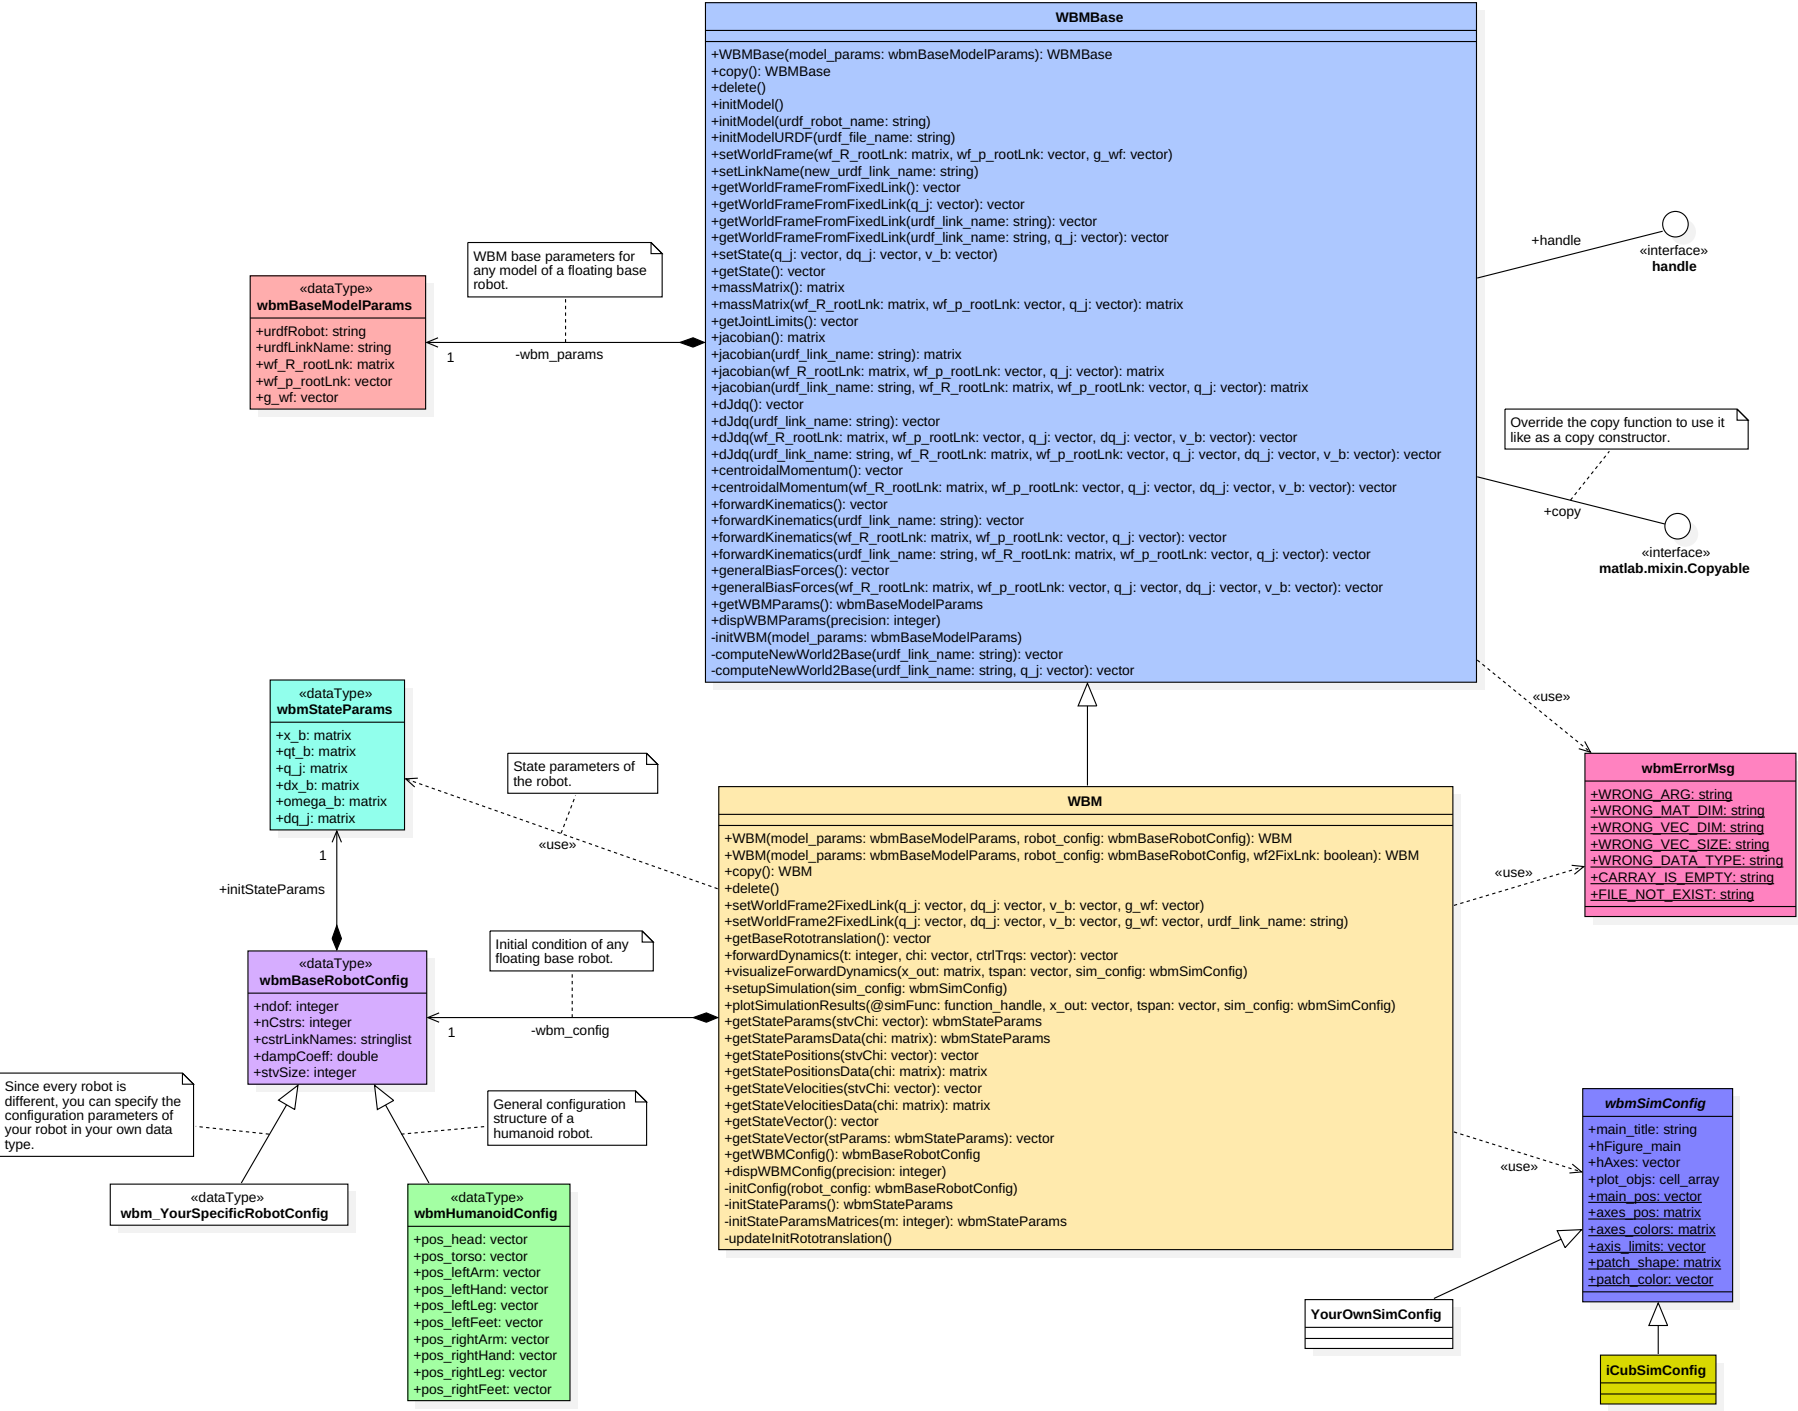 WBMBase
+WBMBase(model_params: wbmBaseModelParams): WBMBase
+copy(): WBMBase
+delete()
+initModel()
+initModel(urdf_robot_name: string)
+initModelURDF(urdf_file_name: string)
+setWorldFrame(wf_R_rootLnk: matrix, wf_p_rootLnk: vector, g_wf: vector)
+setLinkName(new_urdf_link_name: string)
+getWorldFrameFromFixedLink(): vector
+getWorldFrameFromFixedLink(q_j: vector): vector
+getWorldFrameFromFixedLink(urdf_link_name: string): vector
+getWorldFrameFromFixedLink(urdf_link_name: string, q_j: vector): vector
+setState(q_j: vector, dq_j: vector, v_b: vector)
+getState(): vector
+massMatrix(): matrix
+massMatrix(wf_R_rootLnk: matrix, wf_p_rootLnk: vector, q_j: vector): matrix
+getJointLimits(): vector
+jacobian(): matrix
+jacobian(urdf_link_name: string): matrix
+jacobian(wf_R_rootLnk: matrix, wf_p_rootLnk: vector, q_j: vector): matrix
+jacobian(urdf_link_name: string, wf_R_rootLnk: matrix, wf_p_rootLnk: vector, q_j: vector): matrix
+dJdq(): vector
+dJdq(urdf_link_name: string): vector
+dJdq(wf_R_rootLnk: matrix, wf_p_rootLnk: vector, q_j: vector, dq_j: vector, v_b: vector): vector
+dJdq(urdf_link_name: string, wf_R_rootLnk: matrix, wf_p_rootLnk: vector, q_j: vector, dq_j: vector, v_b: vector): vector
+centroidalMomentum(): vector
+centroidalMomentum(wf_R_rootLnk: matrix, wf_p_rootLnk: vector, q_j: vector, dq_j: vector, v_b: vector): vector
+forwardKinematics(): vector
+forwardKinematics(urdf_link_name: string): vector
+forwardKinematics(wf_R_rootLnk: matrix, wf_p_rootLnk: vector, q_j: vector): vector
+forwardKinematics(urdf_link_name: string, wf_R_rootLnk: matrix, wf_p_rootLnk: vector, q_j: vector): vector
+generalBiasForces(): vector
+generalBiasForces(wf_R_rootLnk: matrix, wf_p_rootLnk: vector, q_j: vector, dq_j: vector, v_b: vector): vector
+getWBMParams(): wbmBaseModelParams
+dispWBMParams(precision: integer)
-initWBM(model_params: wbmBaseModelParams)
-computeNewWorld2Base(urdf_link_name: string): vector
-computeNewWorld2Base(urdf_link_name: string, q_j: vector): vector
WBM base parameters for
any model of a floating base
robot.
«dataType»
wbmBaseModelParams
+urdfRobot: string
+urdfLinkName: string
+wf_R_rootLnk: matrix
+wf_p_rootLnk: vector
+g_wf: vector
1
-wbm_params
+handle
«interface»
handle
Override the copy function to use it
like as a copy constructor.
+copy
«interface»
matlab.mixin.Copyable
«use»
«dataType»
wbmStateParams
+x_b: matrix
+qt_b: matrix
+q_j: matrix
+dx_b: matrix
+omega_b: matrix
+dq_j: matrix
State parameters of
the robot.
«use»
1
+initStateParams
WBM
+WBM(model_params: wbmBaseModelParams, robot_config: wbmBaseRobotConfig): WBM
+WBM(model_params: wbmBaseModelParams, robot_config: wbmBaseRobotConfig, wf2FixLnk: boolean): WBM
+copy(): WBM
+delete()
+setWorldFrame2FixedLink(q_j: vector, dq_j: vector, v_b: vector, g_wf: vector)
+setWorldFrame2FixedLink(q_j: vector, dq_j: vector, v_b: vector, g_wf: vector, urdf_link_name: string)
+getBaseRototranslation(): vector
+forwardDynamics(t: integer, chi: vector, ctrlTrqs: vector): vector
+visualizeForwardDynamics(x_out: matrix, tspan: vector, sim_config: wbmSimConfig)
+setupSimulation(sim_config: wbmSimConfig)
+plotSimulationResults(@simFunc: function_handle, x_out: vector, tspan: vector, sim_config: wbmSimConfig)
+getStateParams(stvChi: vector): wbmStateParams
+getStateParamsData(chi: matrix): wbmStateParams
+getStatePositions(stvChi: vector): vector
+getStatePositionsData(chi: matrix): matrix
+getStateVelocities(stvChi: vector): vector
+getStateVelocitiesData(chi: matrix): matrix
+getStateVector(): vector
+getStateVector(stParams: wbmStateParams): vector
+getWBMConfig(): wbmBaseRobotConfig
+dispWBMConfig(precision: integer)
-initConfig(robot_config: wbmBaseRobotConfig)
-initStateParams(): wbmStateParams
-initStateParamsMatrices(m: integer): wbmStateParams
-updateInitRototranslation()
wbmErrorMsg
+WRONG_ARG: string
+WRONG_MAT_DIM: string
+WRONG_VEC_DIM: string
+WRONG_VEC_SIZE: string
+WRONG_DATA_TYPE: string
+CARRAY_IS_EMPTY: string
+FILE_NOT_EXIST: string
«use»
Initial condition of any
floating base robot.
«dataType»
wbmBaseRobotConfig
+ndof: integer
+nCstrs: integer
+cstrLinkNames: stringlist
+dampCoeff: double
+stvSize: integer
1
-wbm_config
Since every robot is
different, you can specify the
configuration parameters of
your robot in your own data
type.
General configuration
structure of a
humanoid robot.
«dataType»
wbm_YourSpecificRobotConfig
«dataType»
wbmHumanoidConfig
+pos_head: vector
+pos_torso: vector
+pos_leftArm: vector
+pos_leftHand: vector
+pos_leftLeg: vector
+pos_leftFeet: vector
+pos_rightArm: vector
+pos_rightHand: vector
+pos_rightLeg: vector
+pos_rightFeet: vector
«use»
wbmSimConfig
+main_title: string
+hFigure_main
+hAxes: vector
+plot_objs: cell_array
+main_pos: vector
+axes_pos: matrix
+axes_colors: matrix
+axis_limits: vector
+patch_shape: matrix
+patch_color: vector
YourOwnSimConfig
iCubSimConfig